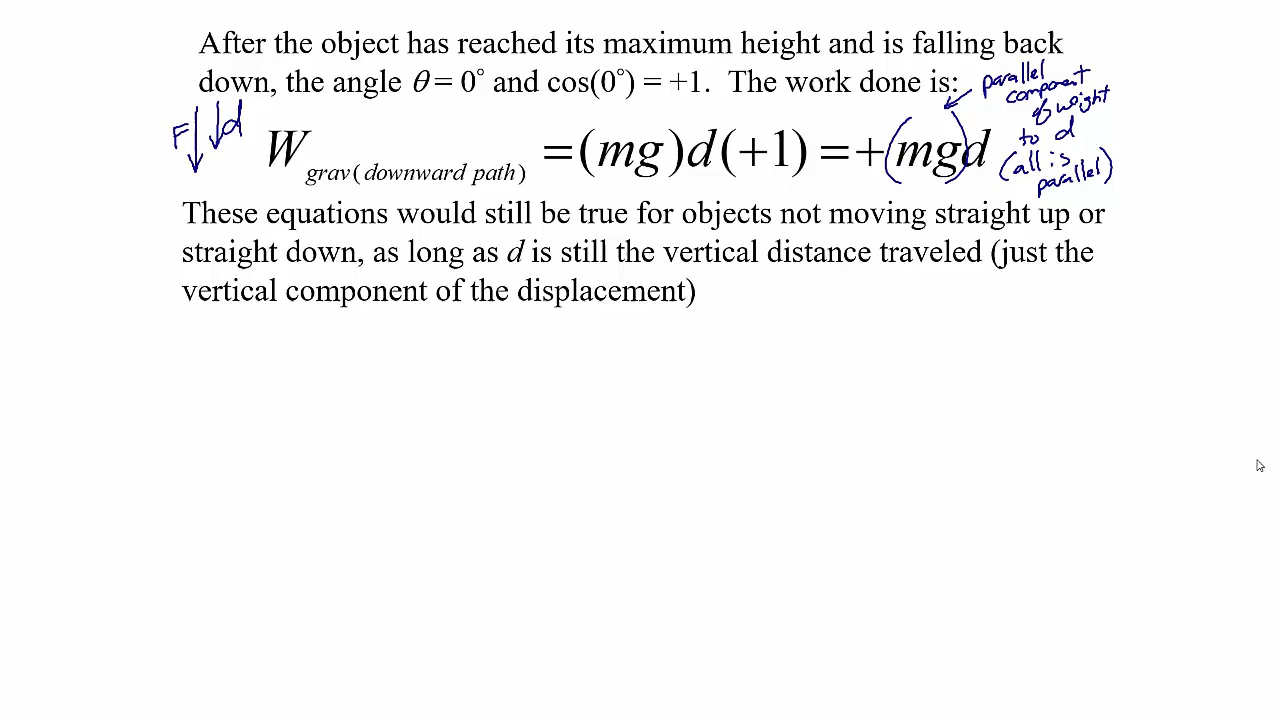 After the object has reached its maximum height and is falling back
down, the angle θ = 0° and cos(0°) = +1. The work done is:
parallel
component
of weight
to d
(all is
parallel)
F d
W grav(downward path) = (mg)d(+1) = +(mg)d
These equations would still be true for objects not moving straight up or
straight down, as long as d is still the vertical distance traveled (just the
vertical component of the displacement)